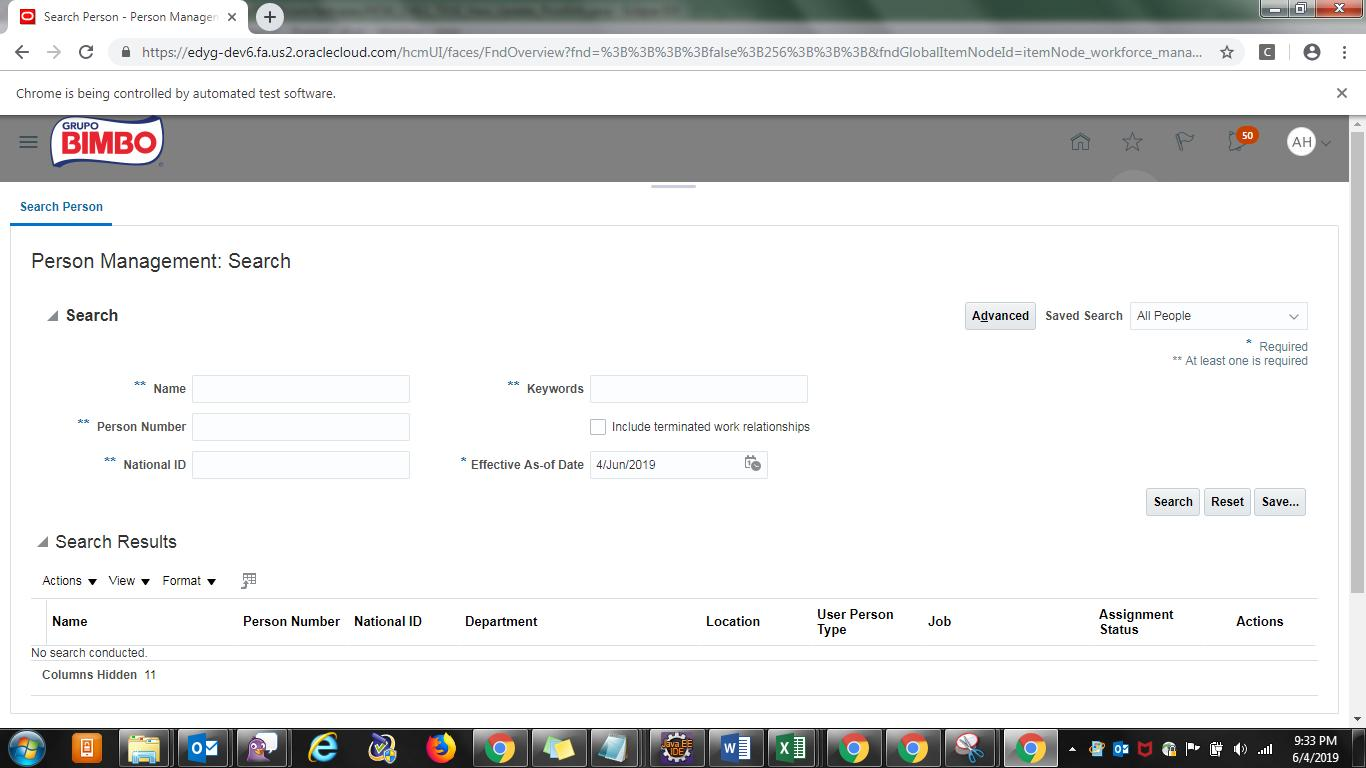 Search Person - Person Managem
https://edyg-dev6.fa.us2.oraclecloud.com/hcmUI/faces/FndOverview?fnd=%3B%3B%3B%3Bfalse%3B256%3B%3B%3B&fndGlobalItemNodeId=itemNode_workforce_mana...
C
Chrome is being controlled by automated test software.
GRUPO
BIMBO
50
AH
Search Person
Person Management: Search
Search
Advanced Saved Search All People
* Required
** At least one is required
** Name ** Keywords
** Person Number Include terminated work relationships
** National ID * Effective As-of Date 4/Jun/2019
Search Reset Save...
Search Results
Actions View Format
Name Person Number National ID Department Location User Person Type Job Assignment Status Actions
No search conducted.
Columns Hidden 11
Java EE
IDE
9:33 PM
6/4/2019